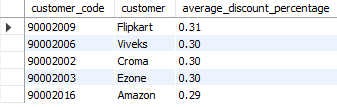 customer_code customer average_discount_percentage
90002009 Flipkart 0.31
90002006 Viveks 0.30
90002002 Croma 0.30
90002003 Ezone 0.30
90002016 Amazon 0.29